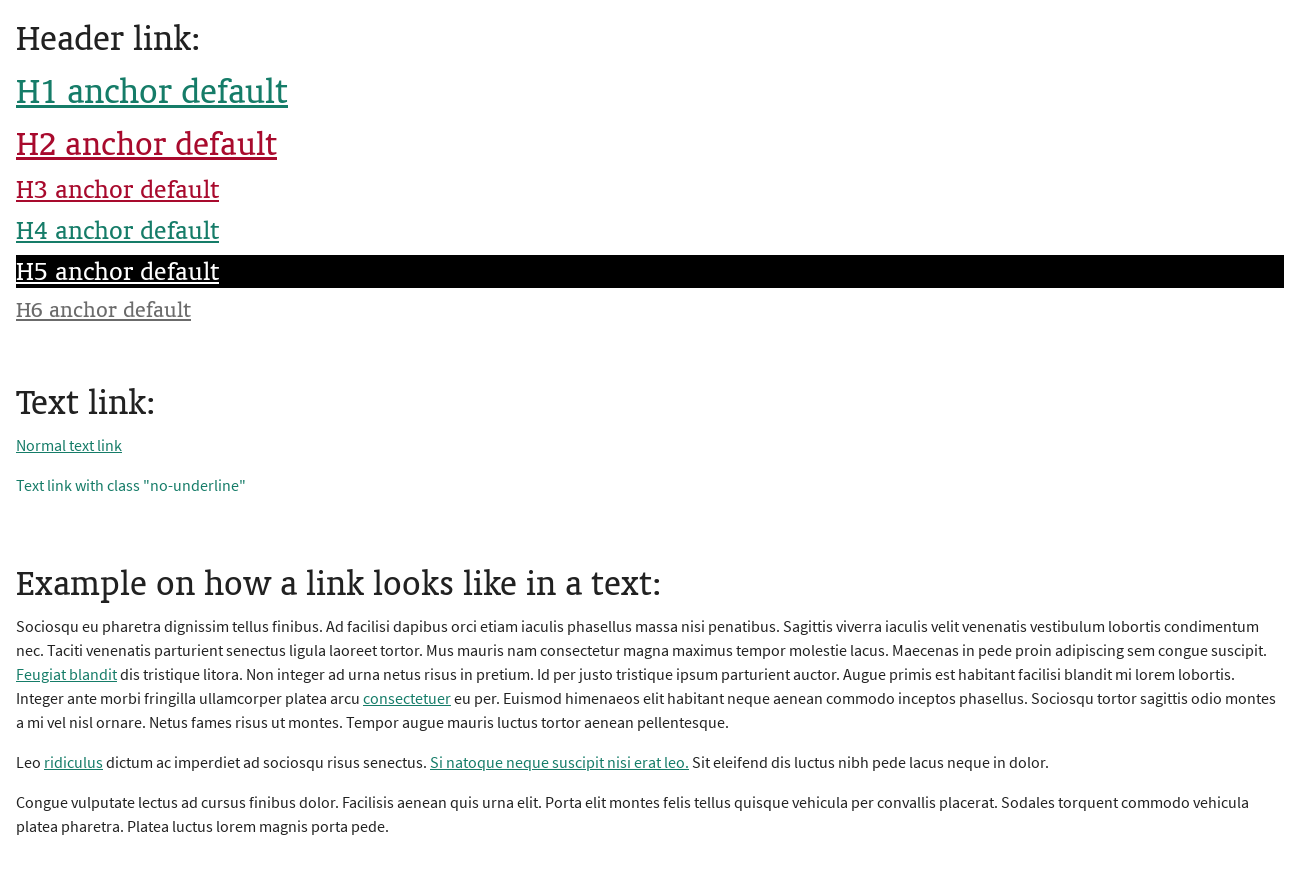 Header link:
H1 anchor default
H2 anchor default
H3 anchor default
H4 anchor default
H5 anchor default
H6 anchor default
Text link:
Normal text link
Text link with class "no-underline"
Example on how a link looks like in a text:
Sociosqu eu pharetra dignissim tellus finibus. Ad facilisi dapibus orci etiam iaculis phasellus massa nisi penatibus. Sagittis viverra iaculis velit venenatis vestibulum lobortis condimentum
nec. Taciti venenatis parturient senectus ligula laoreet tortor. Mus mauris nam consectetur magna maximus tempor molestie lacus. Maecenas in pede proin adipiscing sem congue suscipit.
Feugiat blandit dis tristique litora. Non integer ad urna netus risus in pretium. Id per justo tristique ipsum parturient auctor. Augue primis est habitant facilisi blandit mi lorem lobortis.
Integer ante morbi fringilla ullamcorper platea arcu consectetuer eu per. Euismod himenaeos elit habitant neque aenean commodo inceptos phasellus. Sociosqu tortor sagittis odio montes
a mi vel nisl ornare. Netus fames risus ut montes. Tempor augue mauris luctus tortor aenean pellentesque.
Leo ridiculus dictum ac imperdiet ad sociosqu risus senectus. Si natoque neque suscipit nisi erat leo. Sit eleifend dis luctus nibh pede lacus neque in dolor.
Congue vulputate lectus ad cursus finibus dolor. Facilisis aenean quis urna elit. Porta elit montes felis tellus quisque vehicula per convallis placerat. Sodales torquent commodo vehicula
platea pharetra. Platea luctus lorem magnis porta pede.